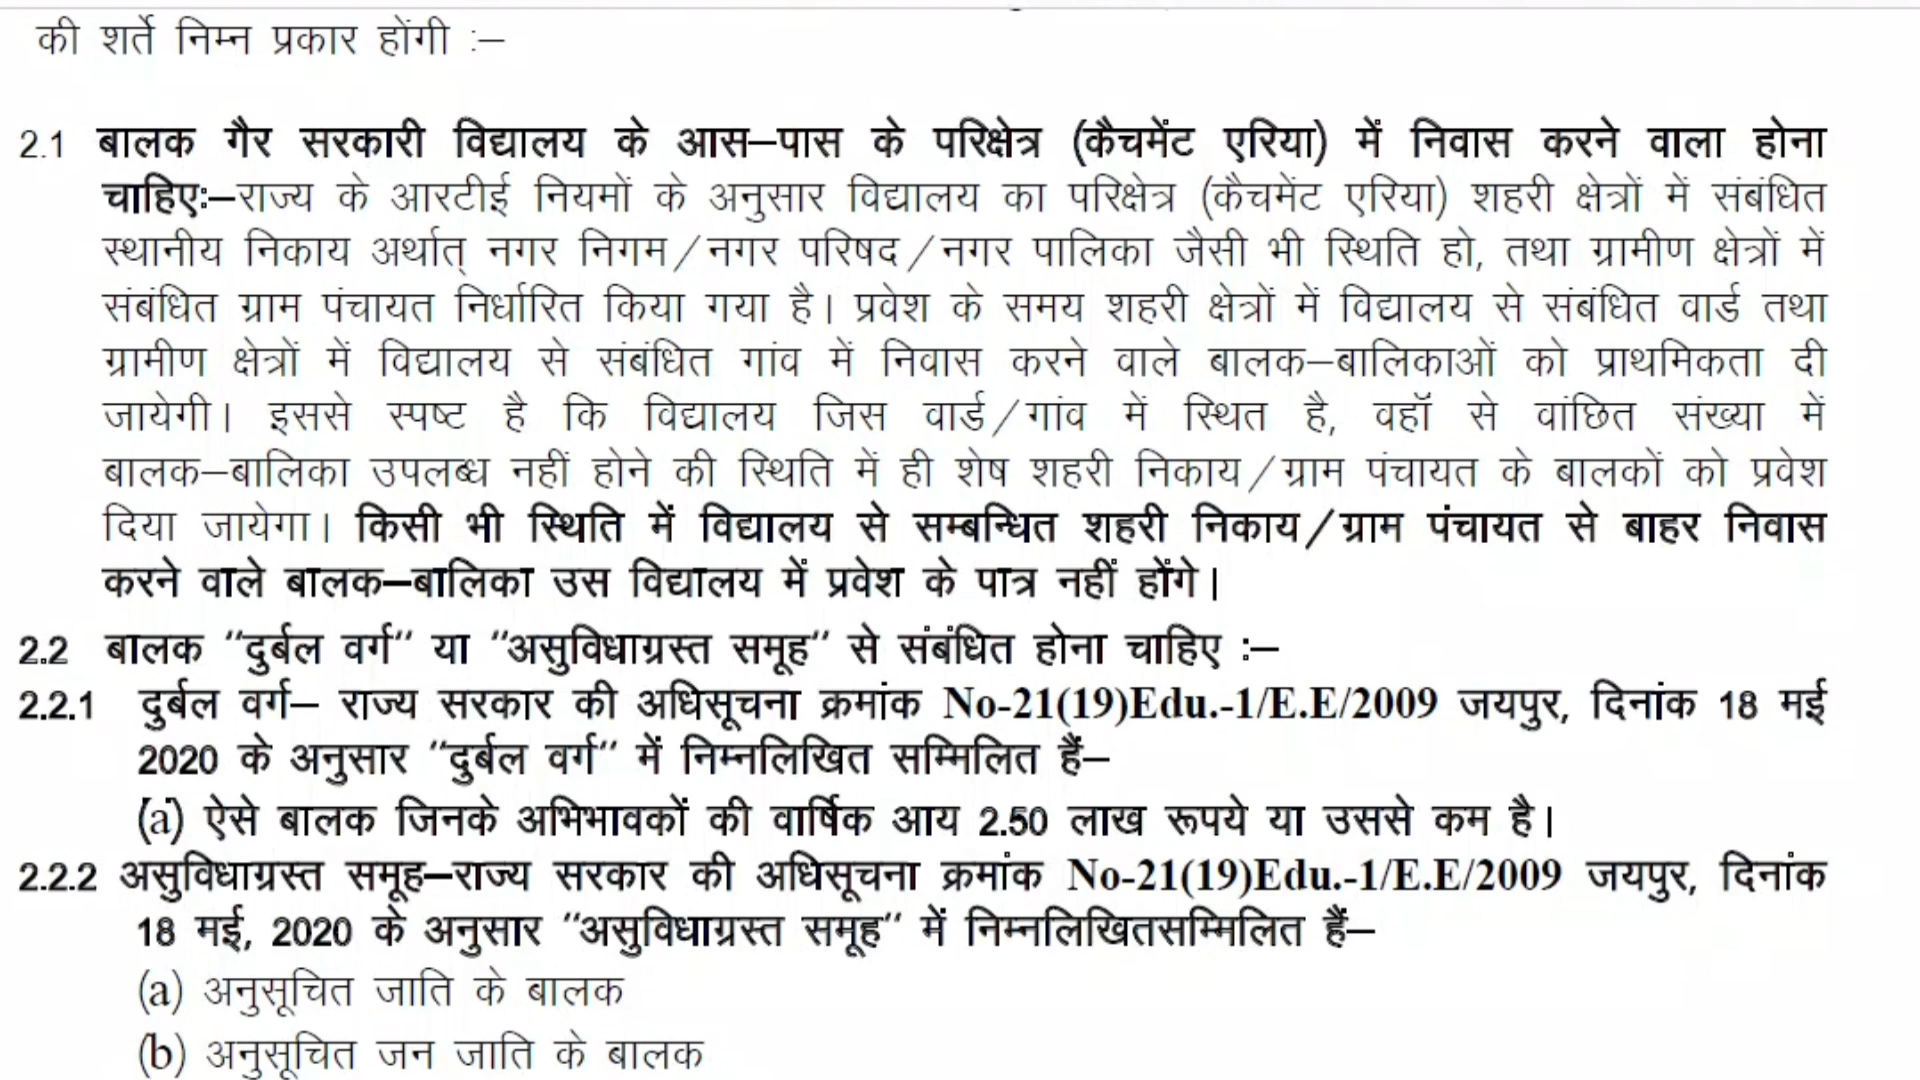 की शर्ते निम्न प्रकार होंगी :–
2.1 बालक गैर सरकारी विद्यालय के आस–पास के परिक्षेत्र (कैचमेंट एरिया) में निवास करने वाला होना
चाहिएः–राज्य के आरटीई नियमों के अनुसार विद्यालय का परिक्षेत्र (कैचमेंट एरिया) शहरी क्षेत्रों में संबंधित
स्थानीय निकाय अर्थात् नगर निगम/नगर परिषद/नगर पालिका जैसी भी स्थिति हो, तथा ग्रामीण क्षेत्रों में
संबंधित ग्राम पंचायत निर्धारित किया गया है। प्रवेश के समय शहरी क्षेत्रों में विद्यालय से संबंधित वार्ड तथा
ग्रामीण क्षेत्रों में विद्यालय से संबंधित गांव में निवास करने वाले बालक–बालिकाओं को प्राथमिकता दी
जायेगी। इससे स्पष्ट है कि विद्यालय जिस वार्ड/गांव में स्थित है, वहॉ से वांछित संख्या में
बालक–बालिका उपलब्ध नहीं होने की स्थिति में ही शेष शहरी निकाय/ग्राम पंचायत के बालकों को प्रवेश
दिया जायेगा। किसी भी स्थिति में विद्यालय से सम्बन्धित शहरी निकाय/ग्राम पंचायत से बाहर निवास
करने वाले बालक–बालिका उस विद्यालय में प्रवेश के पात्र नहीं होंगे।
2.2 बालक "दुर्बल वर्ग" या "असुविधाग्रस्त समूह" से संबंधित होना चाहिए :–
2.2.1 दुर्बल वर्ग– राज्य सरकार की अधिसूचना क्रमांक No-21(19)Edu.-1/E.E/2009 जयपुर, दिनांक 18 मई
2020 के अनुसार "दुर्बल वर्ग" में निम्नलिखित सम्मिलित हैं–
(a) ऐसे बालक जिनके अभिभावकों की वार्षिक आय 2.50 लाख रूपये या उससे कम है।
2.2.2 असुविधाग्रस्त समूह–राज्य सरकार की अधिसूचना क्रमांक No-21(19)Edu.-1/E.E/2009 जयपुर, दिनांक
18 मई, 2020 के अनुसार "असुविधाग्रस्त समूह" में निम्नलिखितसम्मिलित हैं–
(a) अनुसूचित जाति के बालक
(b) अनुसूचित जन जाति के बालक